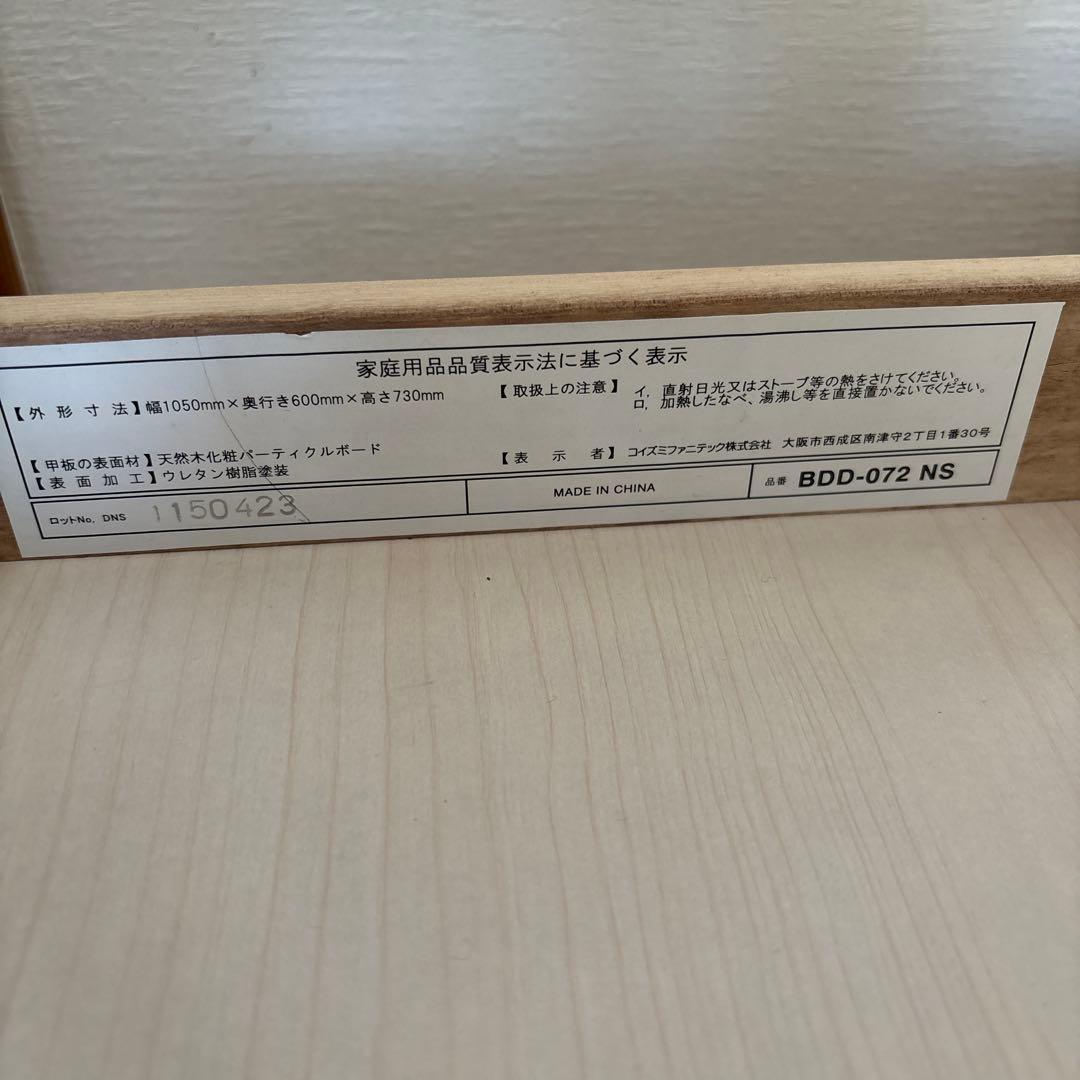 家庭用品品質表示法に基づく表示
【外形寸法】幅1050mm×奥行き600mm×高さ730mm
【取扱上の注意】イ，直射日光又はストーブ等の熱をさけてください。
ロ，加熱したなべ、湯沸し等を直接置かないでください。
【甲板の表面材】天然木化粧パーティクルボード
【表面加工】ウレタン樹脂塗装
【表示者】コイズミファニテック株式会社 大阪市西成区南津守2丁目1番30号
ロットNo. DNS 1150423
MADE IN CHINA
品番 BDD-072 NS